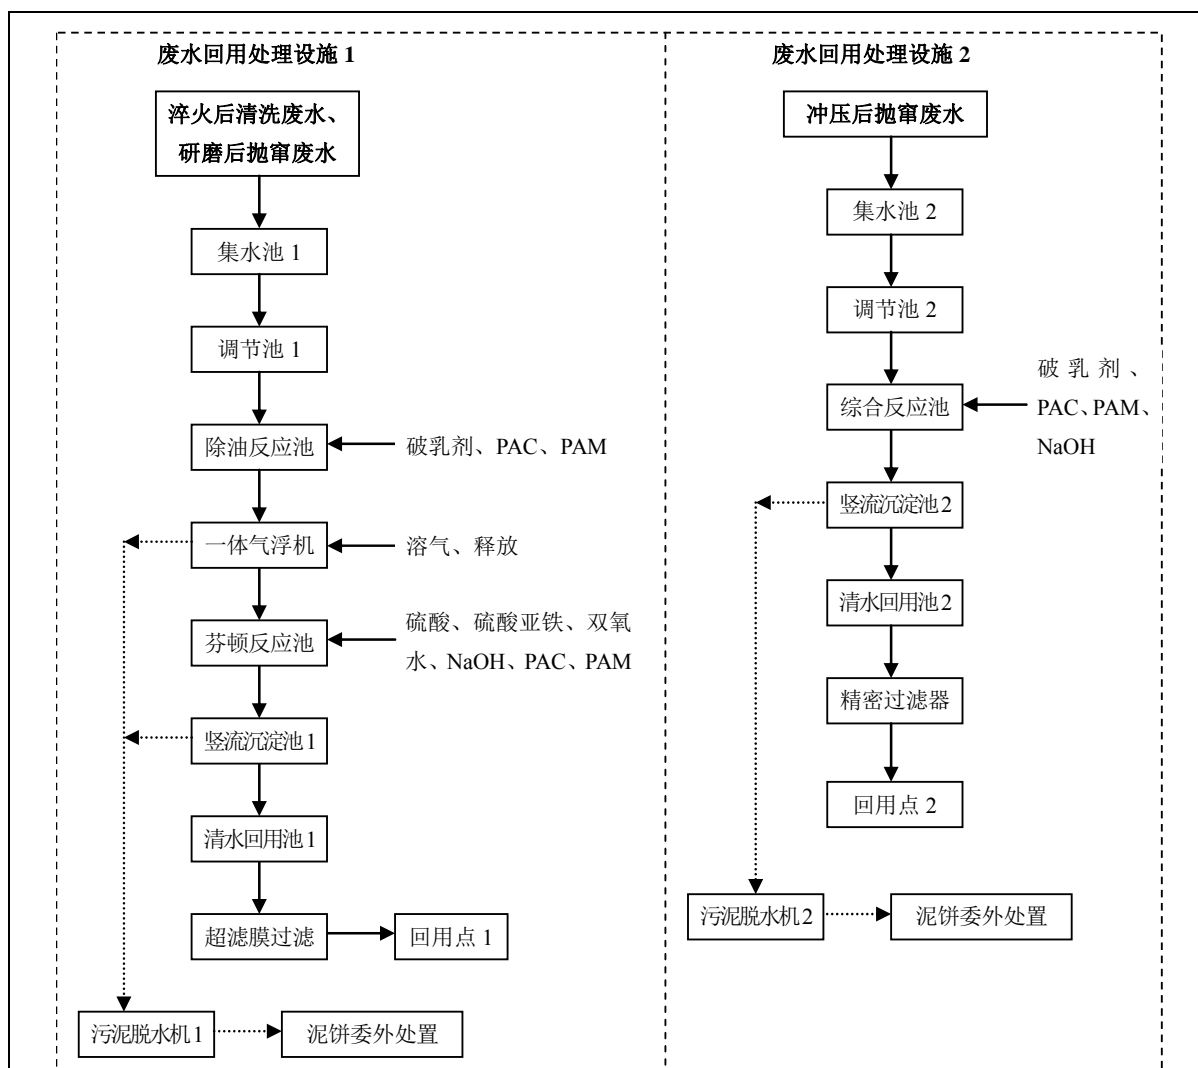 废水回用处理设施 1
淬火后清洗废水、
研磨后抛窜废水
集水池 1
调节池 1
除油反应池
破乳剂、PAC、PAM
一体气浮机
溶气、释放
芬顿反应池
硫酸、硫酸亚铁、双氧
水、NaOH、PAC、PAM
竖流沉淀池 1
清水回用池 1
超滤膜过滤
回用点 1
污泥脱水机 1
泥饼委外处置
废水回用处理设施 2
冲压后抛窜废水
集水池 2
调节池 2
综合反应池
破乳剂、
PAC、PAM、
NaOH
竖流沉淀池 2
清水回用池 2
精密过滤器
回用点 2
污泥脱水机 2
泥饼委外处置